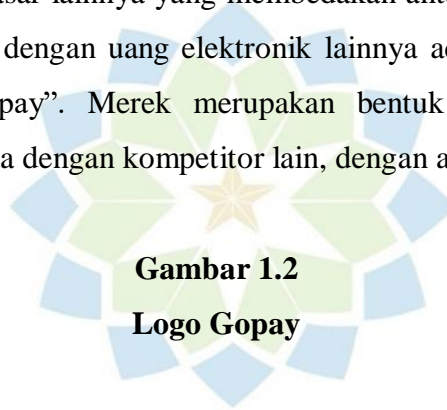 lainnya yang membedakan
dengan uang elektronik lainnya
pay”. Merek merupakan bentuk
dengan kompetitor lain, dengan
Gambar 1.2
Logo Gopay